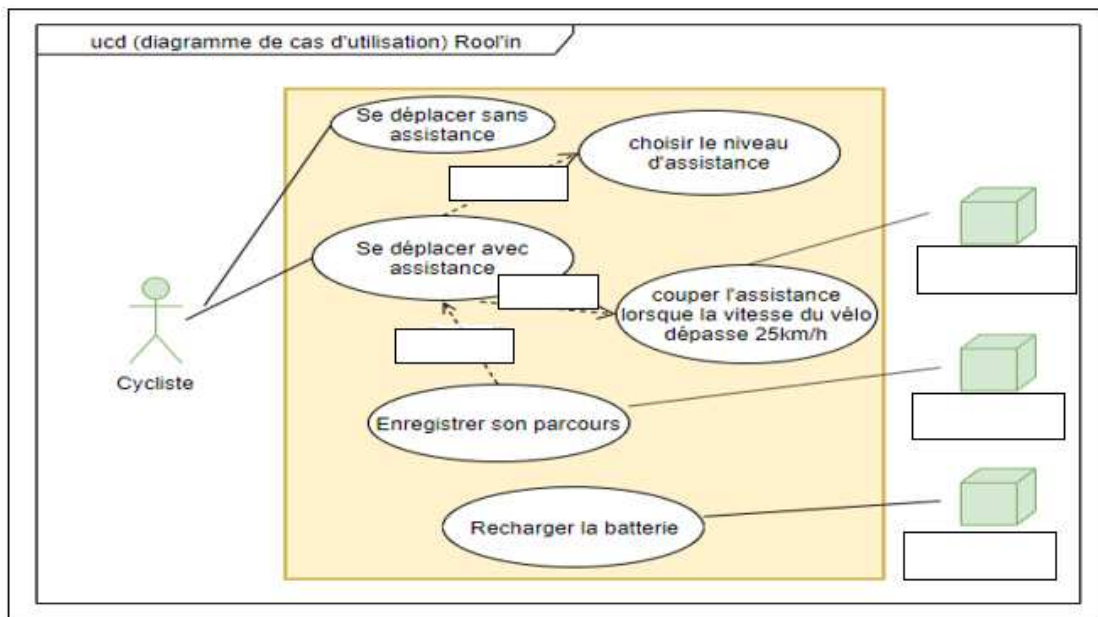 ucd (diagramme de cas d'utilisation) Rool'in
Se déplacer sans
assistance
choisir le niveau
d'assistance
Se déplacer avec
assistance
couper l'assistance
lorsque la vitesse du vélo
dépasse 25km/h
Cycliste
Enregistrer son parcours
Recharger la batterie